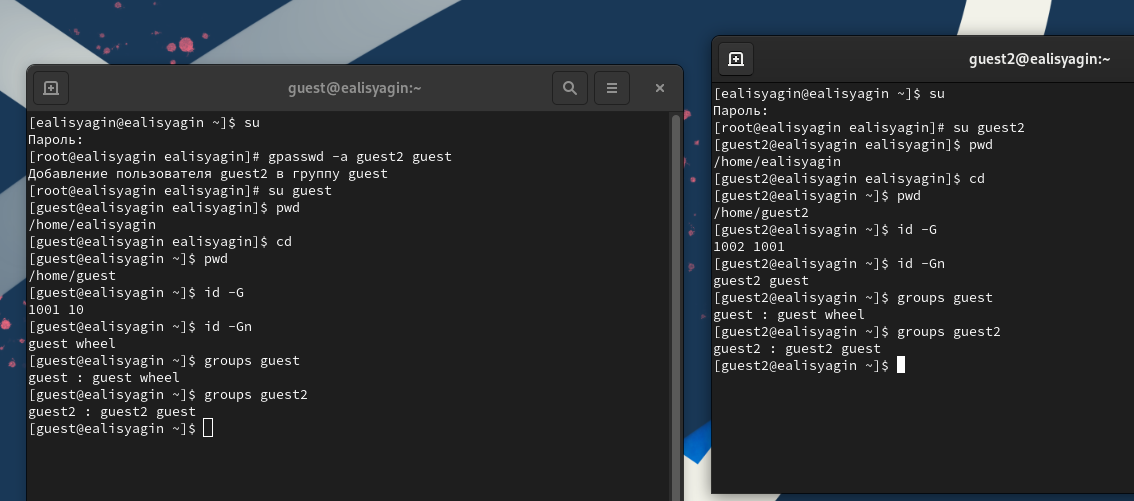 guest@ealisyagin:~
[ealisyagin@ealisyagin ~]$ su
Пароль:
[root@ealisyagin ealisyagin]# gpasswd -a guest2 guest
Добавление пользователя guest2 в группу guest
[root@ealisyagin ealisyagin]# su guest
[guest@ealisyagin ealisyagin]$ pwd
/home/ealisyagin
[guest@ealisyagin ealisyagin]$ cd
[guest@ealisyagin ~]$ pwd
/home/guest
[guest@ealisyagin ~]$ id -G
1001 10
[guest@ealisyagin ~]$ id -Gn
guest wheel
[guest@ealisyagin ~]$ groups guest
guest : guest wheel
[guest@ealisyagin ~]$ groups guest2
guest2 : guest2 guest
[guest@ealisyagin ~]$
guest2@ealisyagin:~
[ealisyagin@ealisyagin ~]$ su
Пароль:
[root@ealisyagin ealisyagin]# su guest2
[guest2@ealisyagin ealisyagin]$ pwd
/home/ealisyagin
[guest2@ealisyagin ealisyagin]$ cd
[guest2@ealisyagin ~]$ pwd
/home/guest2
[guest2@ealisyagin ~]$ id -G
1002 1001
[guest2@ealisyagin ~]$ id -Gn
guest2 guest
[guest2@ealisyagin ~]$ groups guest
guest : guest wheel
[guest2@ealisyagin ~]$ groups guest2
guest2 : guest2 guest
[guest2@ealisyagin ~]$